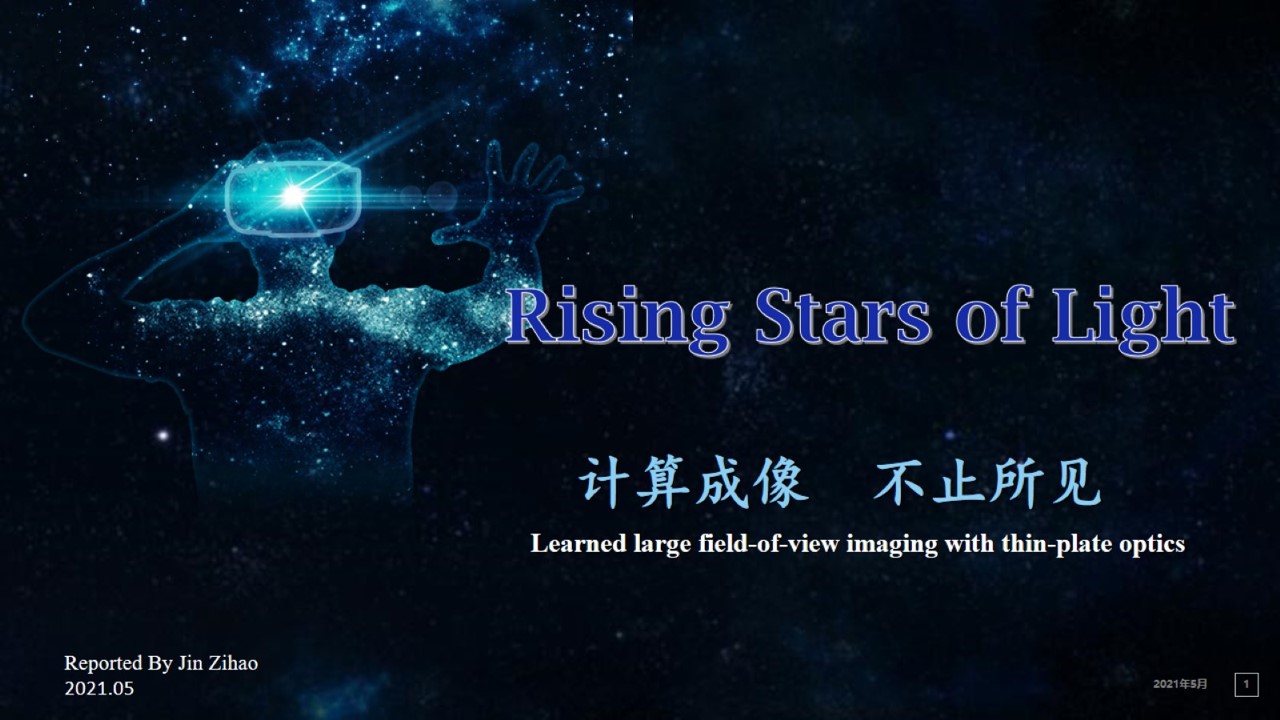 Rising Stars of Light
计算成像 不止所见
Learned large field-of-view imaging with thin-plate optics
Reported By Jin Zihao
2021.05
2021年5月
1